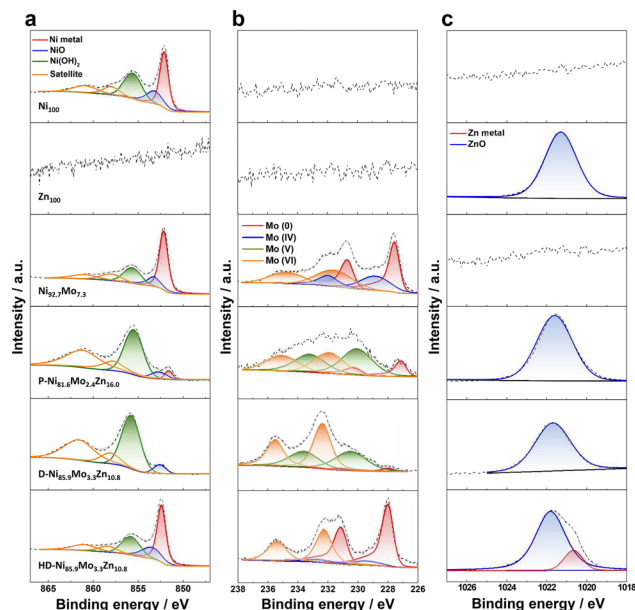 a
b
c
Ni metal
NiO
Ni(OH)₂
Satellite
Ni₁₀₀
Zn₁₀₀
Zn metal
ZnO
Ni₉₂.₇Mo₇.₃
Mo (0)
Mo (IV)
Mo (V)
Mo (VI)
P-Ni₈₁.₆Mo₂.₄Zn₁₆.₀
D-Ni₈₅.₉Mo₃.₃Zn₁₀.₈
HD-Ni₈₅.₉Mo₃.₃Zn₁₀.₈
Intensity / a.u.
Intensity / a.u.
Intensity / a.u.
865 860 855 850
238 236 234 232 230 228 226
1026 1024 1022 1020 1018
Binding energy / eV
Binding energy / eV
Binding energy / eV